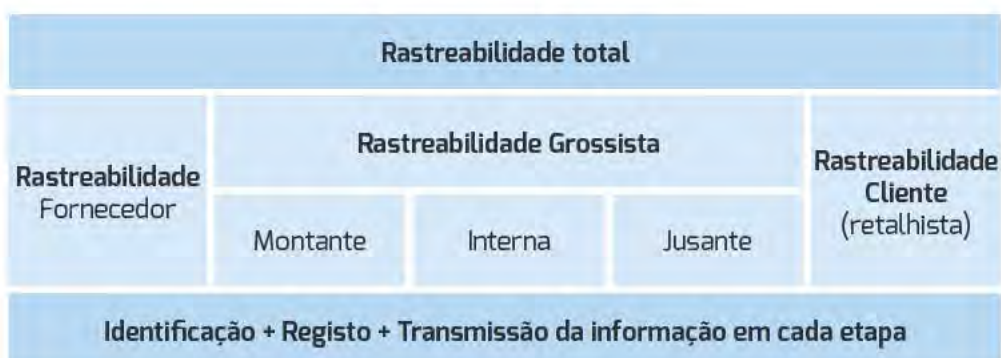 Rastreabilidade total
Rastreabilidade
Fornecedor
Rastreabilidade Grossista
Montante
Interna
Jusante
Rastreabilidade
Cliente
(retalhista)
Identificação + Registo + Transmissão da informação em cada etapa